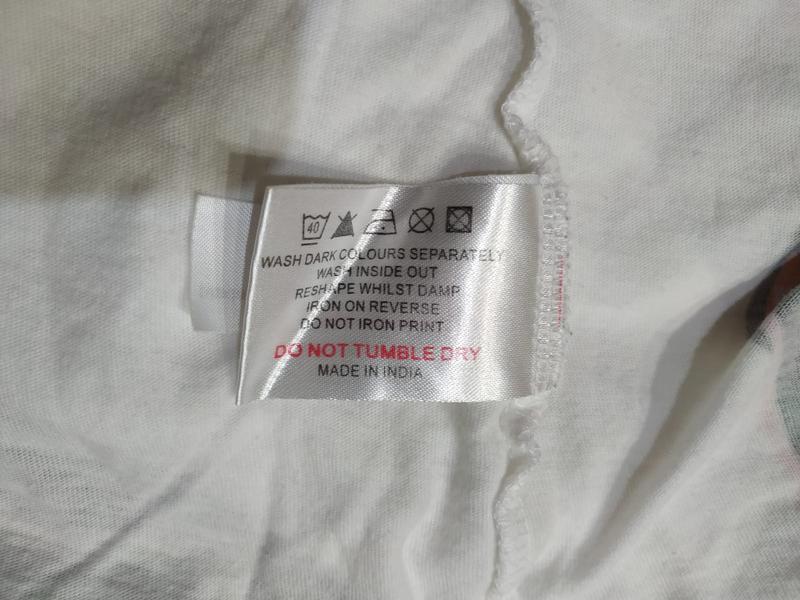 40
WASH DARK COLOURS SEPARATELY
WASH INSIDE OUT
RESHAPE WHILST DAMP
IRON ON REVERSE
DO NOT IRON PRINT
DO NOT TUMBLE DRY
MADE IN INDIA